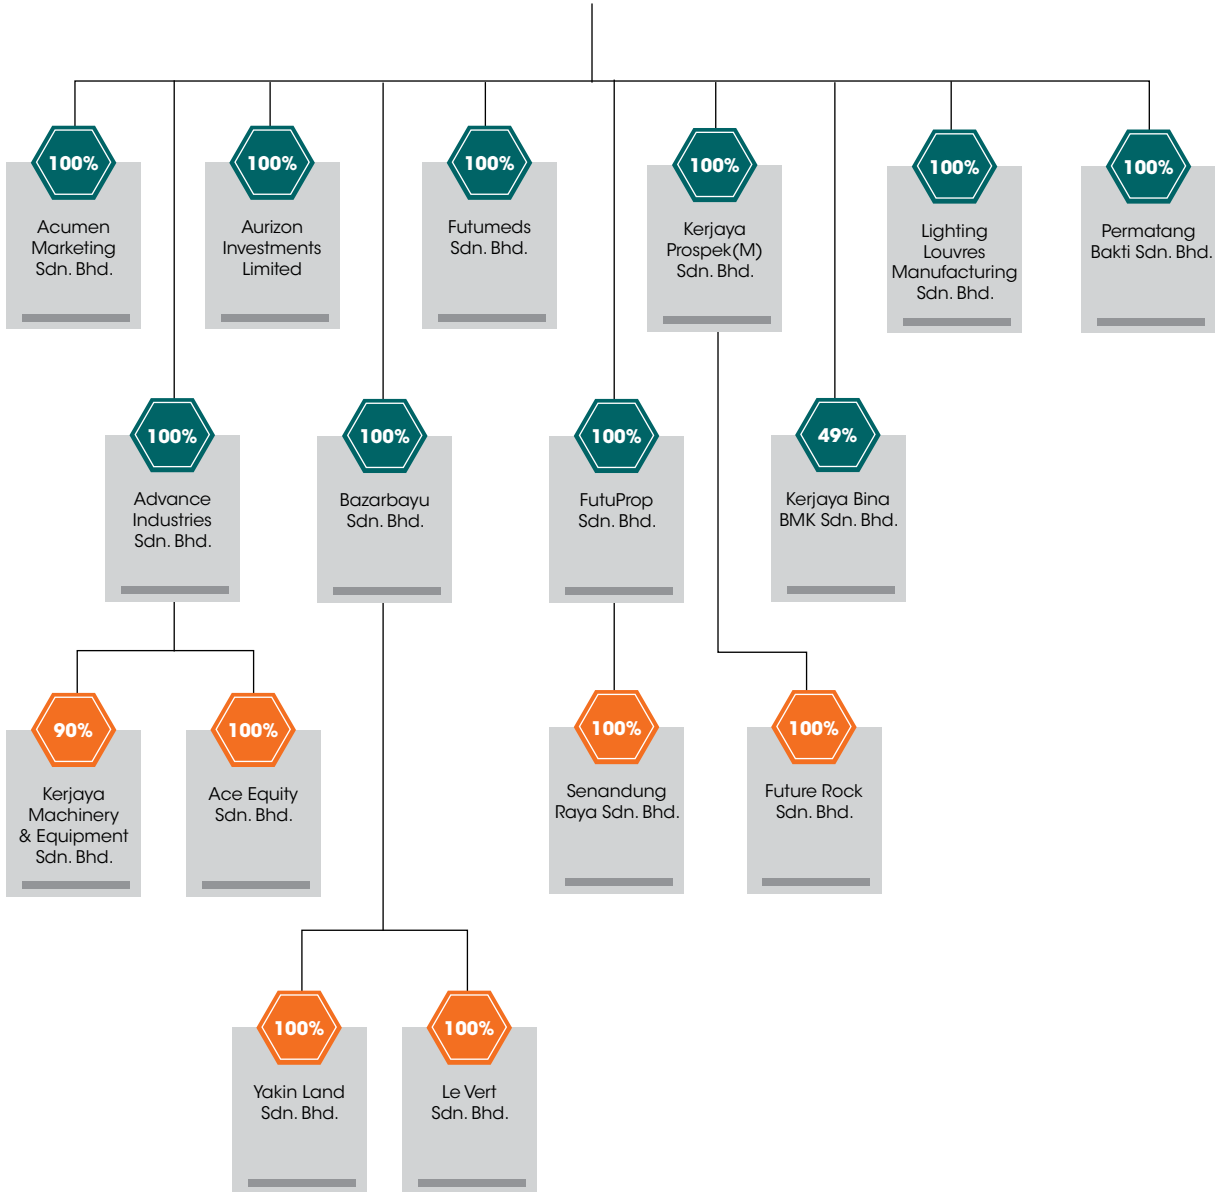 100%
Acumen
Marketing
Sdn. Bhd.
100%
Aurizon
Investments
Limited
100%
Futumeds
Sdn. Bhd.
100%
Kerjaya
Prospek(M)
Sdn. Bhd.
100%
Lighting
Louvres
Manufacturing
Sdn. Bhd.
100%
Permatang
Bakti Sdn. Bhd.
100%
Advance
Industries
Sdn. Bhd.
100%
Bazarbayu
Sdn. Bhd.
100%
FutuProp
Sdn. Bhd.
49%
Kerjaya Bina
BMK Sdn. Bhd.
90%
Kerjaya
Machinery
& Equipment
Sdn. Bhd.
100%
Ace Equity
Sdn. Bhd.
100%
Senandung
Raya Sdn. Bhd.
100%
Future Rock
Sdn. Bhd.
100%
Yakin Land
Sdn. Bhd.
100%
Le Vert
Sdn. Bhd.